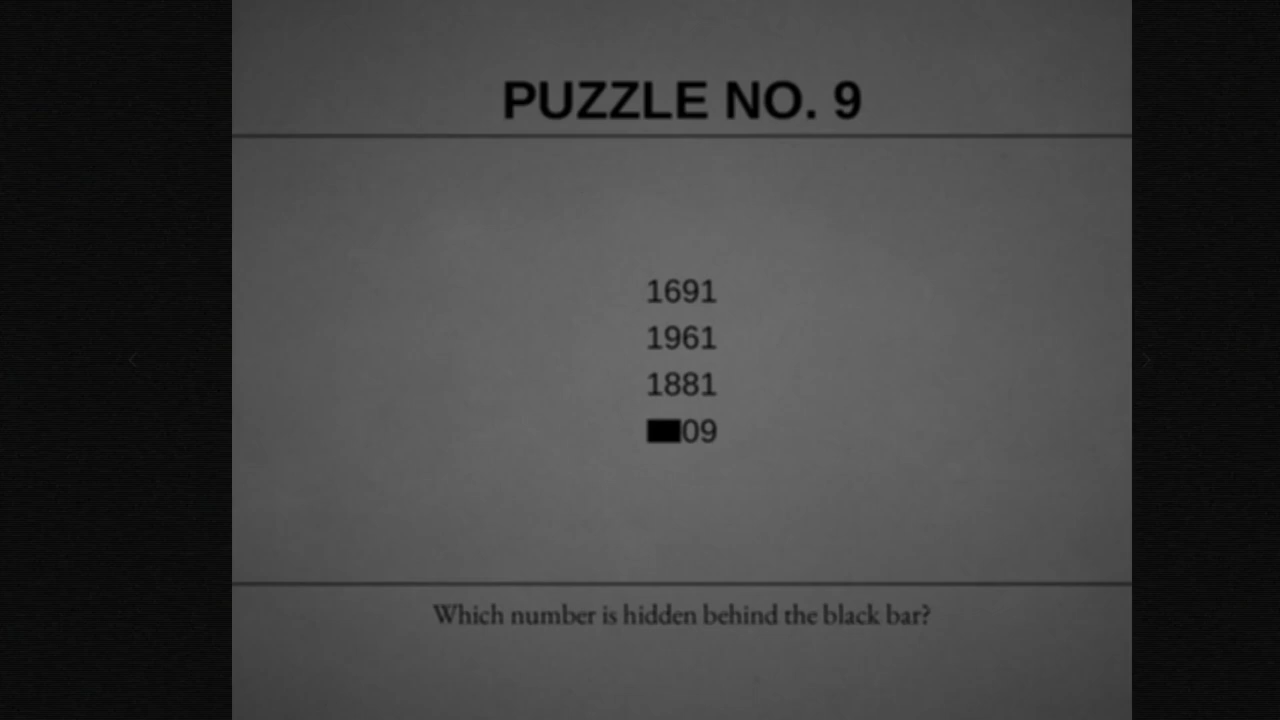 PUZZLE NO. 9
1691
1961
1881
09
Which number is hidden behind the black bar?